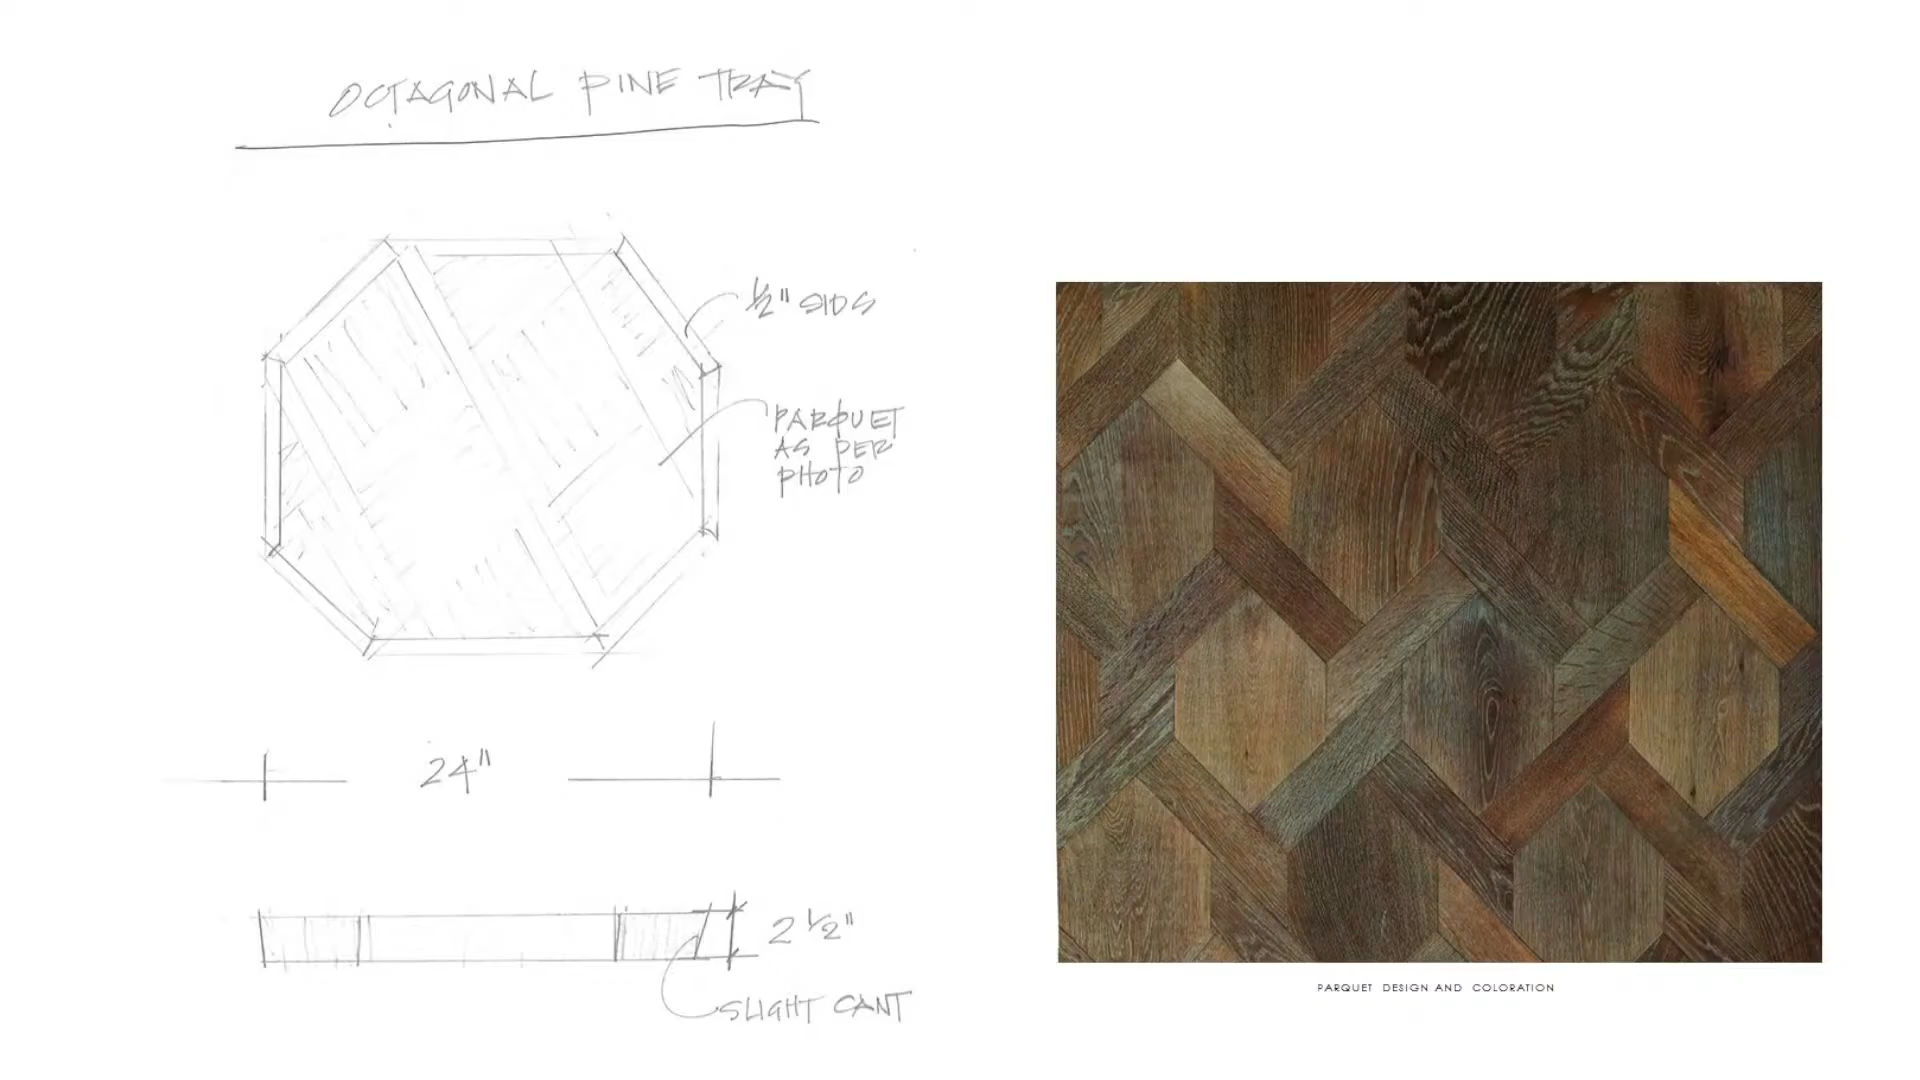 OCTAGONAL PINE TRAY
1/2" SIDS
PARQUET
AS PER
PHOTO
24"
2 1/2"
SLIGHT CANT
PARQUET DESIGN AND COLORATION